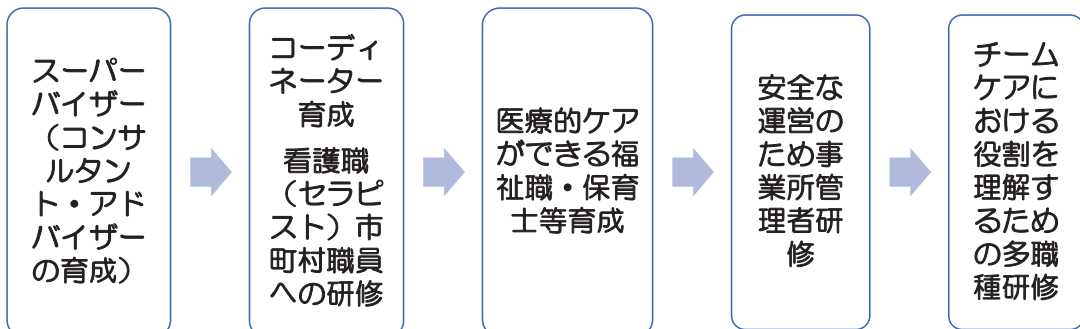 スーパー
バイザー
（コンサ
ルタン
ト・アド
バイザー
の育成）
コーディ
ネーター
育成
看護職
（セラピ
スト）市
町村職員
への研修
医療的ケア
ができる福
祉職・保育
士等育成
安全な
運営の
ため事
業所管
理者研
修
チーム
ケアに
おける
役割を
理解す
るため
の多職
種研修